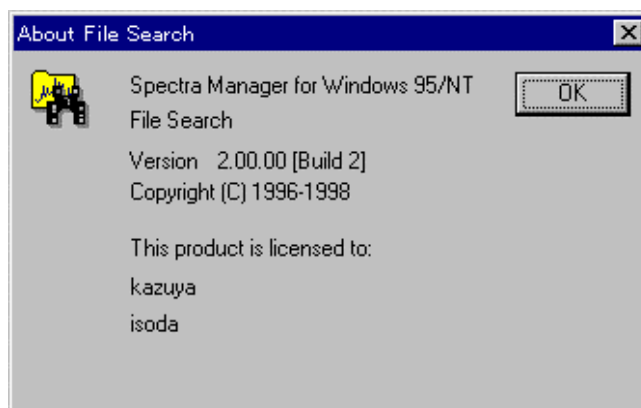 About File Search
Spectra Manager for Windows 95/NT
OK
File Search
Version 2.00.00 [Build 2]
Copyright (C) 1996-1998
This product is licensed to:
kazuya
isoda